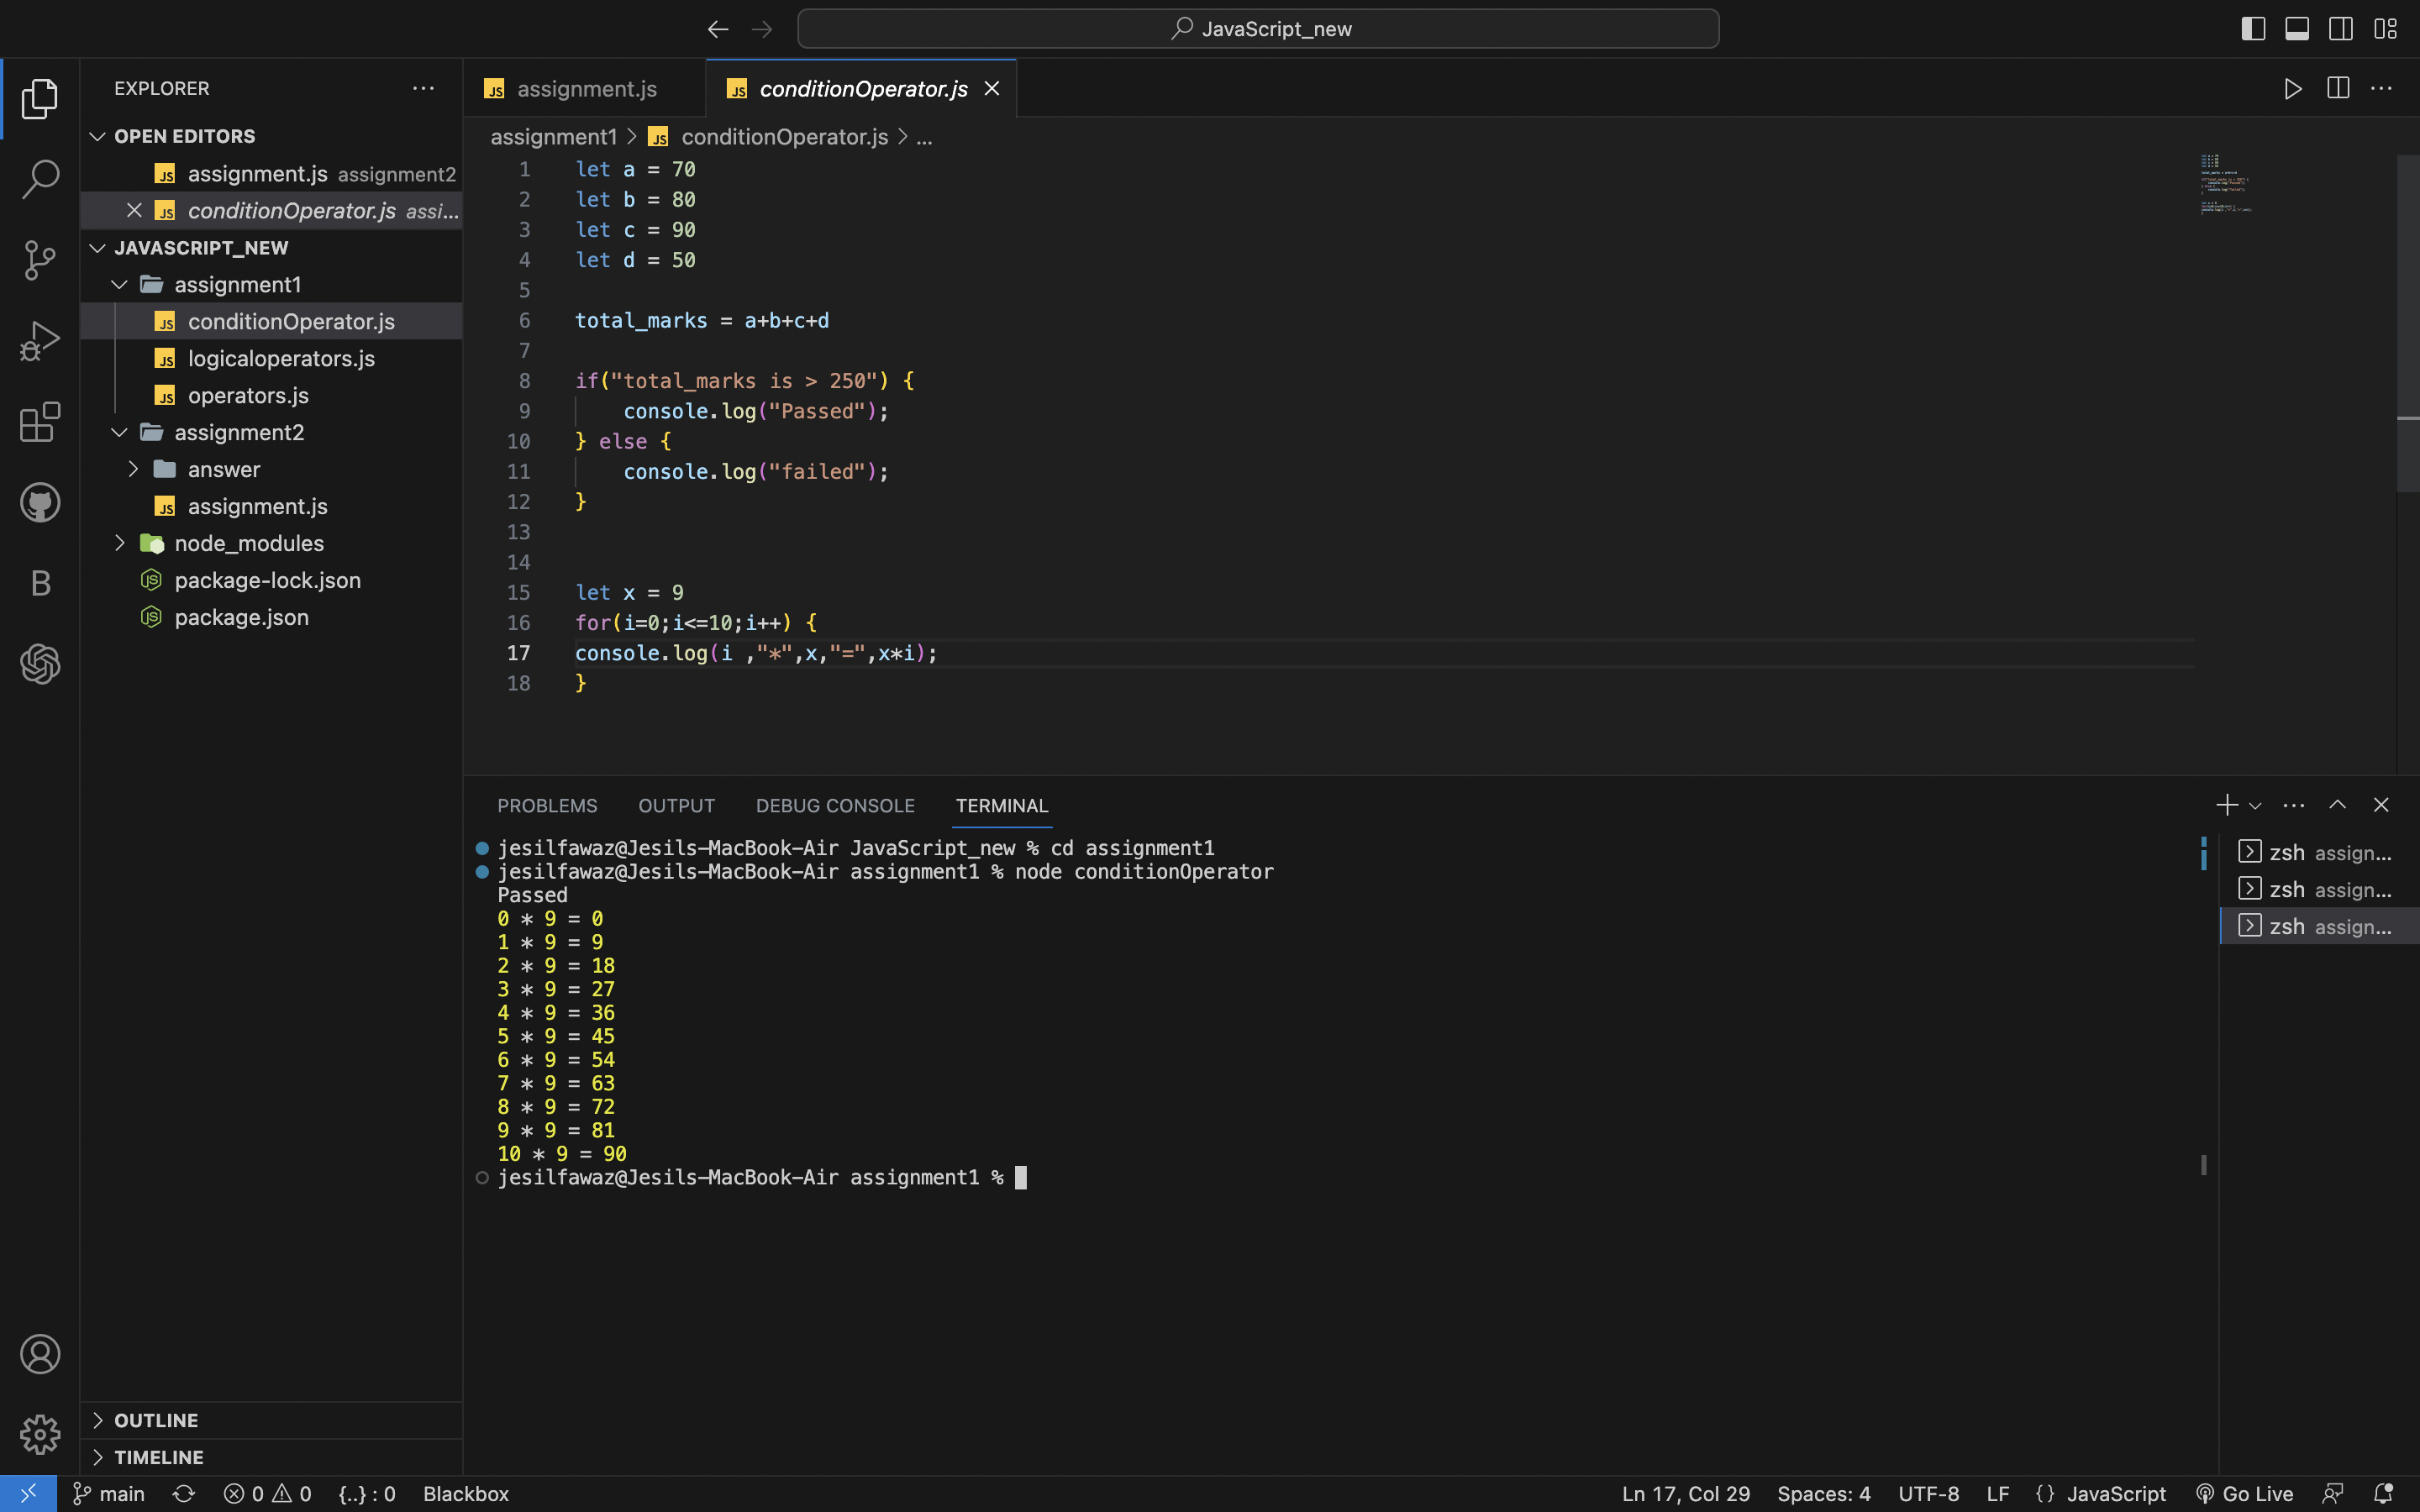 JavaScript_new
EXPLORER
OPEN EDITORS
assignment.js assignment2
conditionOperator.js assi...
JAVASCRIPT_NEW
assignment1
conditionOperator.js
logicaloperators.js
operators.js
assignment2
answer
assignment.js
node_modules
package-lock.json
package.json
OUTLINE
TIMELINE
assignment.js
conditionOperator.js
assignment1 > conditionOperator.js > ...
1 let a = 70
2 let b = 80
3 let c = 90
4 let d = 50
5
6 total_marks = a+b+c+d
7
8 if("total_marks is > 250") {
9     console.log("Passed");
10 } else {
11     console.log("failed");
12 }
13
14
15 let x = 9
16 for(i=0;i<=10;i++) {
17 console.log(i ,"*",x,"=",x*i);
18 }
PROBLEMS OUTPUT DEBUG CONSOLE TERMINAL
jesilfawaz@Jesils-MacBook-Air JavaScript_new % cd assignment1
jesilfawaz@Jesils-MacBook-Air assignment1 % node conditionOperator
Passed
0 * 9 = 0
1 * 9 = 9
2 * 9 = 18
3 * 9 = 27
4 * 9 = 36
5 * 9 = 45
6 * 9 = 54
7 * 9 = 63
8 * 9 = 72
9 * 9 = 81
10 * 9 = 90
jesilfawaz@Jesils-MacBook-Air assignment1 %
zsh assign...
zsh assign...
zsh assign...
main 0 0 {..} : 0 Blackbox Ln 17, Col 29 Spaces: 4 UTF-8 LF {} JavaScript Go Live